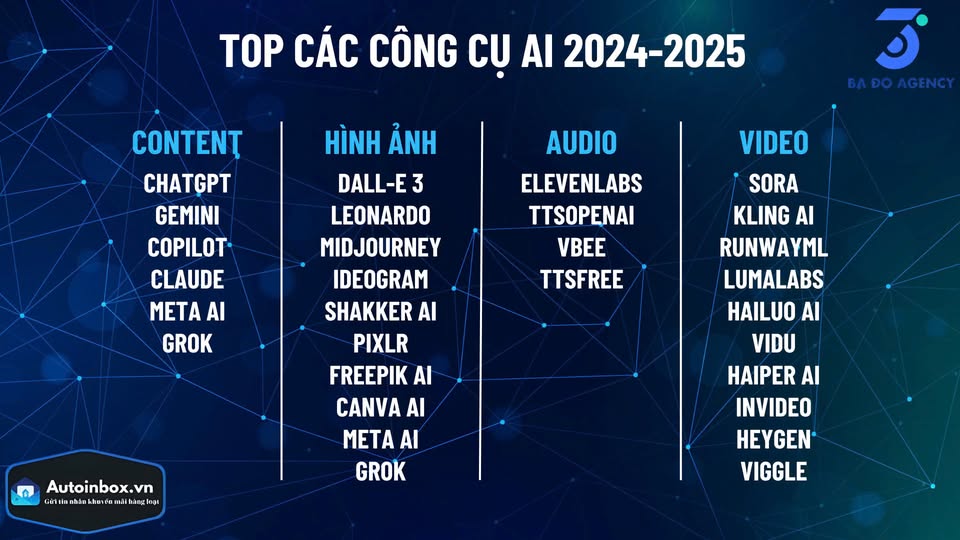 TOP CÁC CÔNG CỤ AI 2024-2025
BA ĐÔ AGENCY
CONTENT
CHATGPT
GEMINI
COPILOT
CLAUDE
META AI
GROK
HÌNH ẢNH
DALL-E 3
LEONARDO
MIDJOURNEY
IDEOGRAM
SHAKKER AI
PIXLR
FREEPIK AI
CANVA AI
META AI
GROK
AUDIO
ELEVENLABS
TTSOPENAI
VBEE
TTSFREE
VIDEO
SORA
KLING AI
RUNWAYML
LUMALABS
HAILUO AI
VIDU
HAIPER AI
INVIDEO
HEYGEN
VIGGLE
Autoinbox.vn
Gửi tin nhắn khuyến mãi hàng loạt